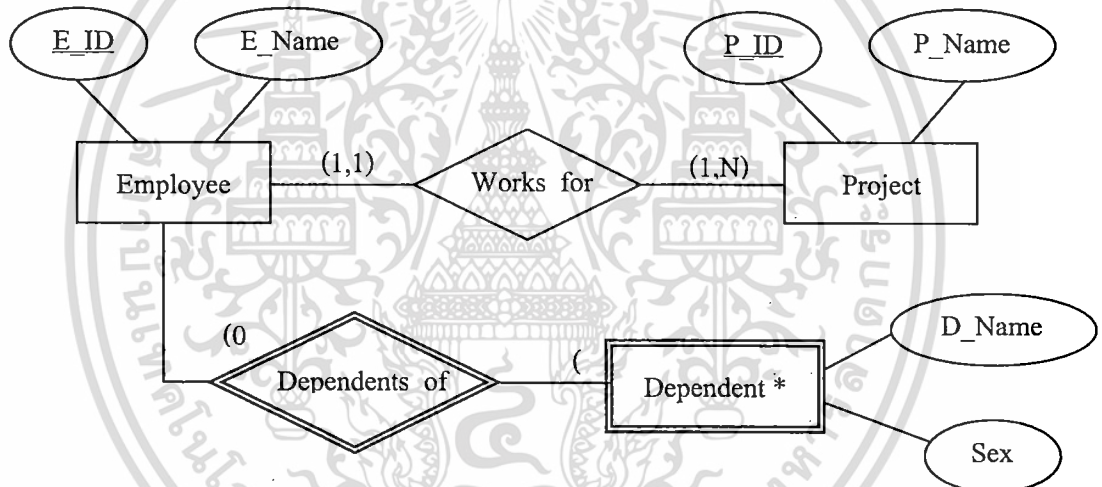 E_ID
E_Name
P_ID
P_Name
Employee
(1,1)
Works for
(1,N)
Project
(0
Dependents of
(
Dependent *
D_Name
Sex